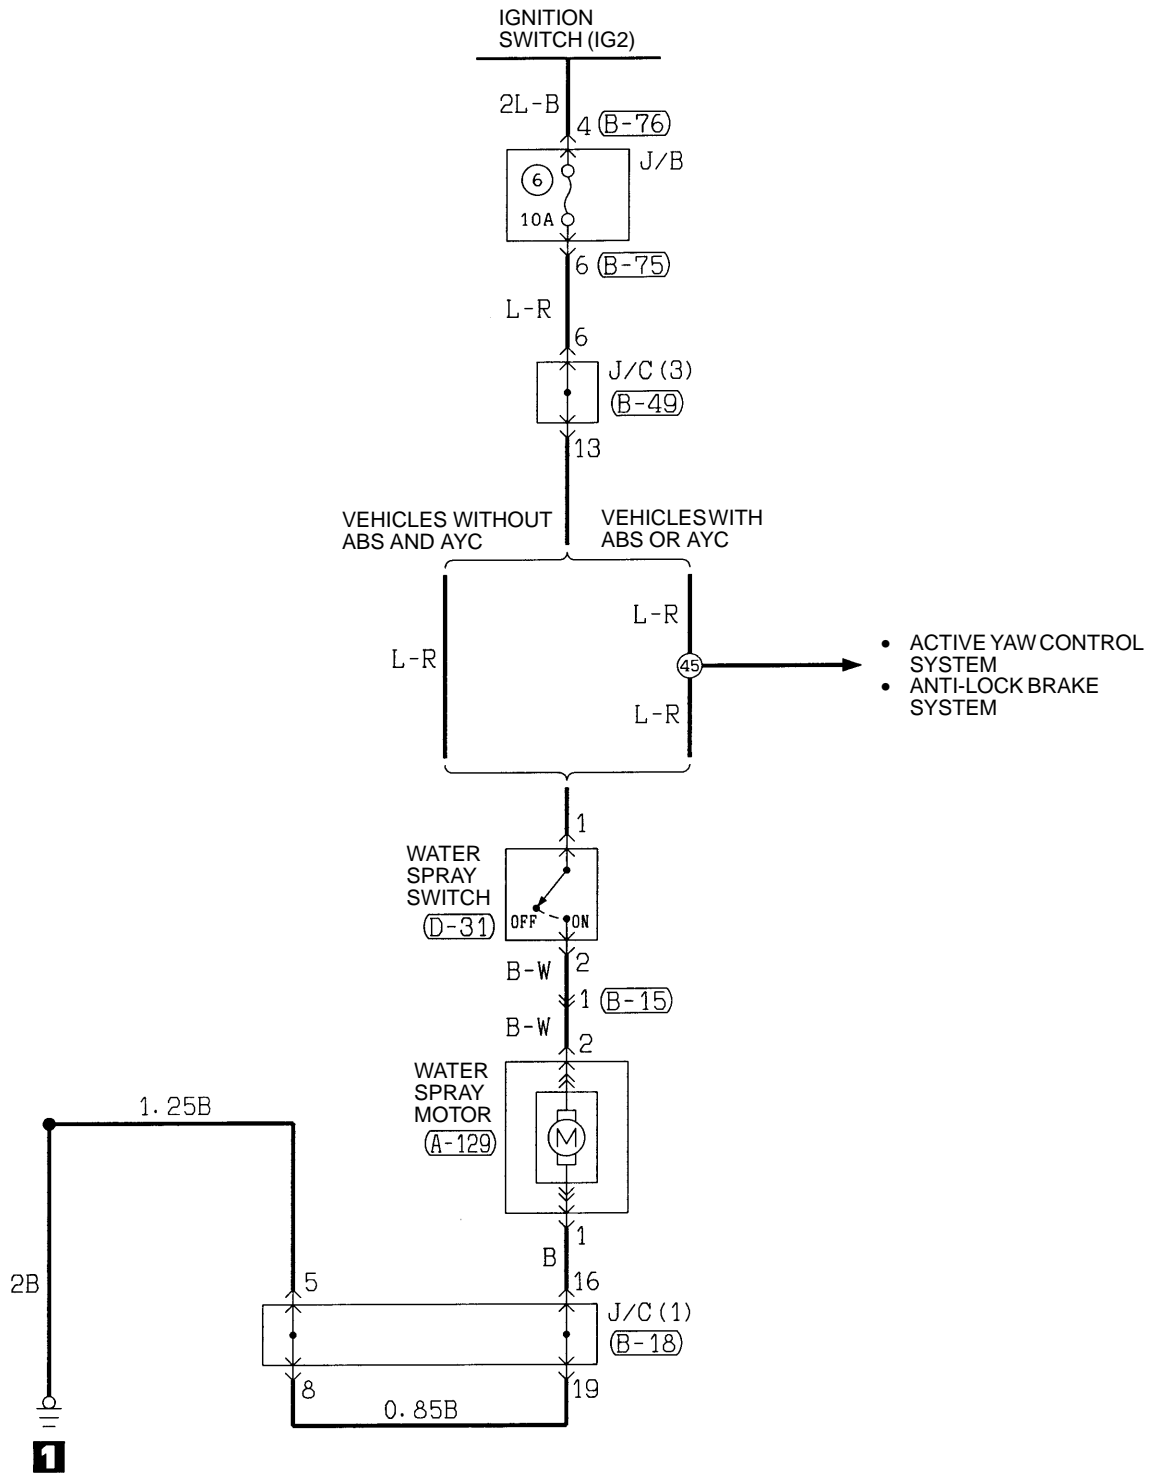 IGNITION
SWITCH (IG2)
2L-B
4 (B-76)
J/B
6
10A
6 (B-75)
L-R
6
J/C (3)
(B-49)
13
VEHICLES WITHOUT
ABS AND AYC
VEHICLES WITH
ABS OR AYC
L-R
L-R
45
L-R
• ACTIVE YAW CONTROL
SYSTEM
• ANTI-LOCK BRAKE
SYSTEM
1
WATER
SPRAY
SWITCH
(D-31)
OFF
ON
2
B-W
1 (B-15)
B-W
2
WATER
SPRAY
MOTOR
(A-129)
M
1
B
16
1.25B
2B
5
J/C (1)
(B-18)
8
19
0.85B
1